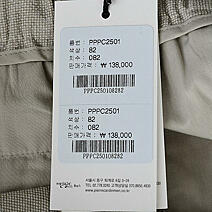 품번 : PPPC2501
색상 : 82
치수 : 082
판매가격 : ₩ 138,000
PPPC250108282
품번 : PPPC2501
색상 : 82
치수 : 082
판매가격 : ₩ 138,000
PPPC250108282